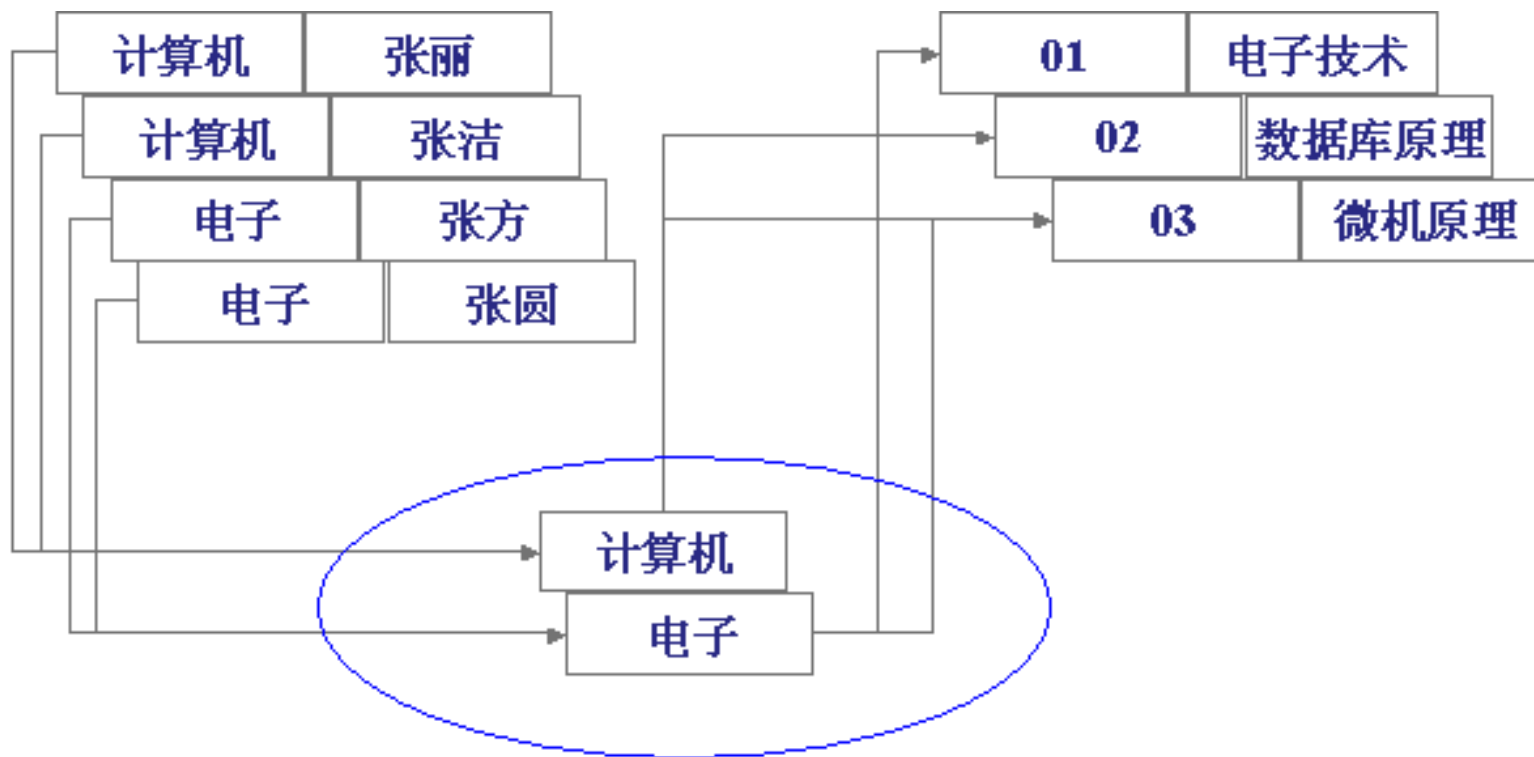 计算机 张丽
计算机 张洁
电子 张方
电子 张圆
01 电子技术
02 数据库原理
03 微机原理
计算机
电子